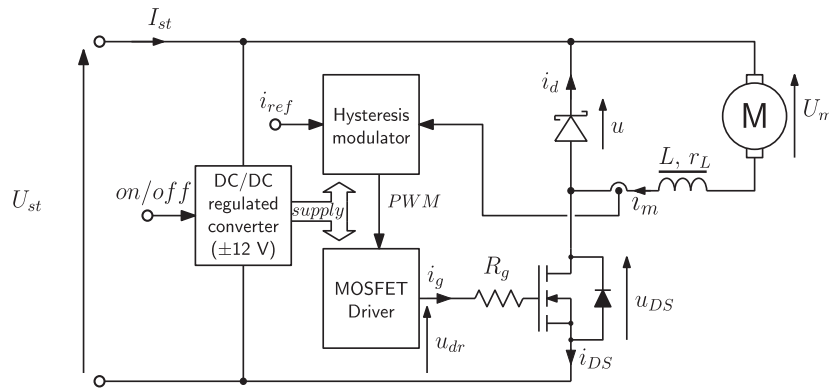 I_st
i_ref
Hysteresis
modulator
i_d
u
M
U_m
L, r_L
i_m
U_st
on/off
DC/DC
regulated
converter
(±12 V)
supply
PWM
MOSFET
Driver
i_g
R_g
u_dr
u_DS
i_DS